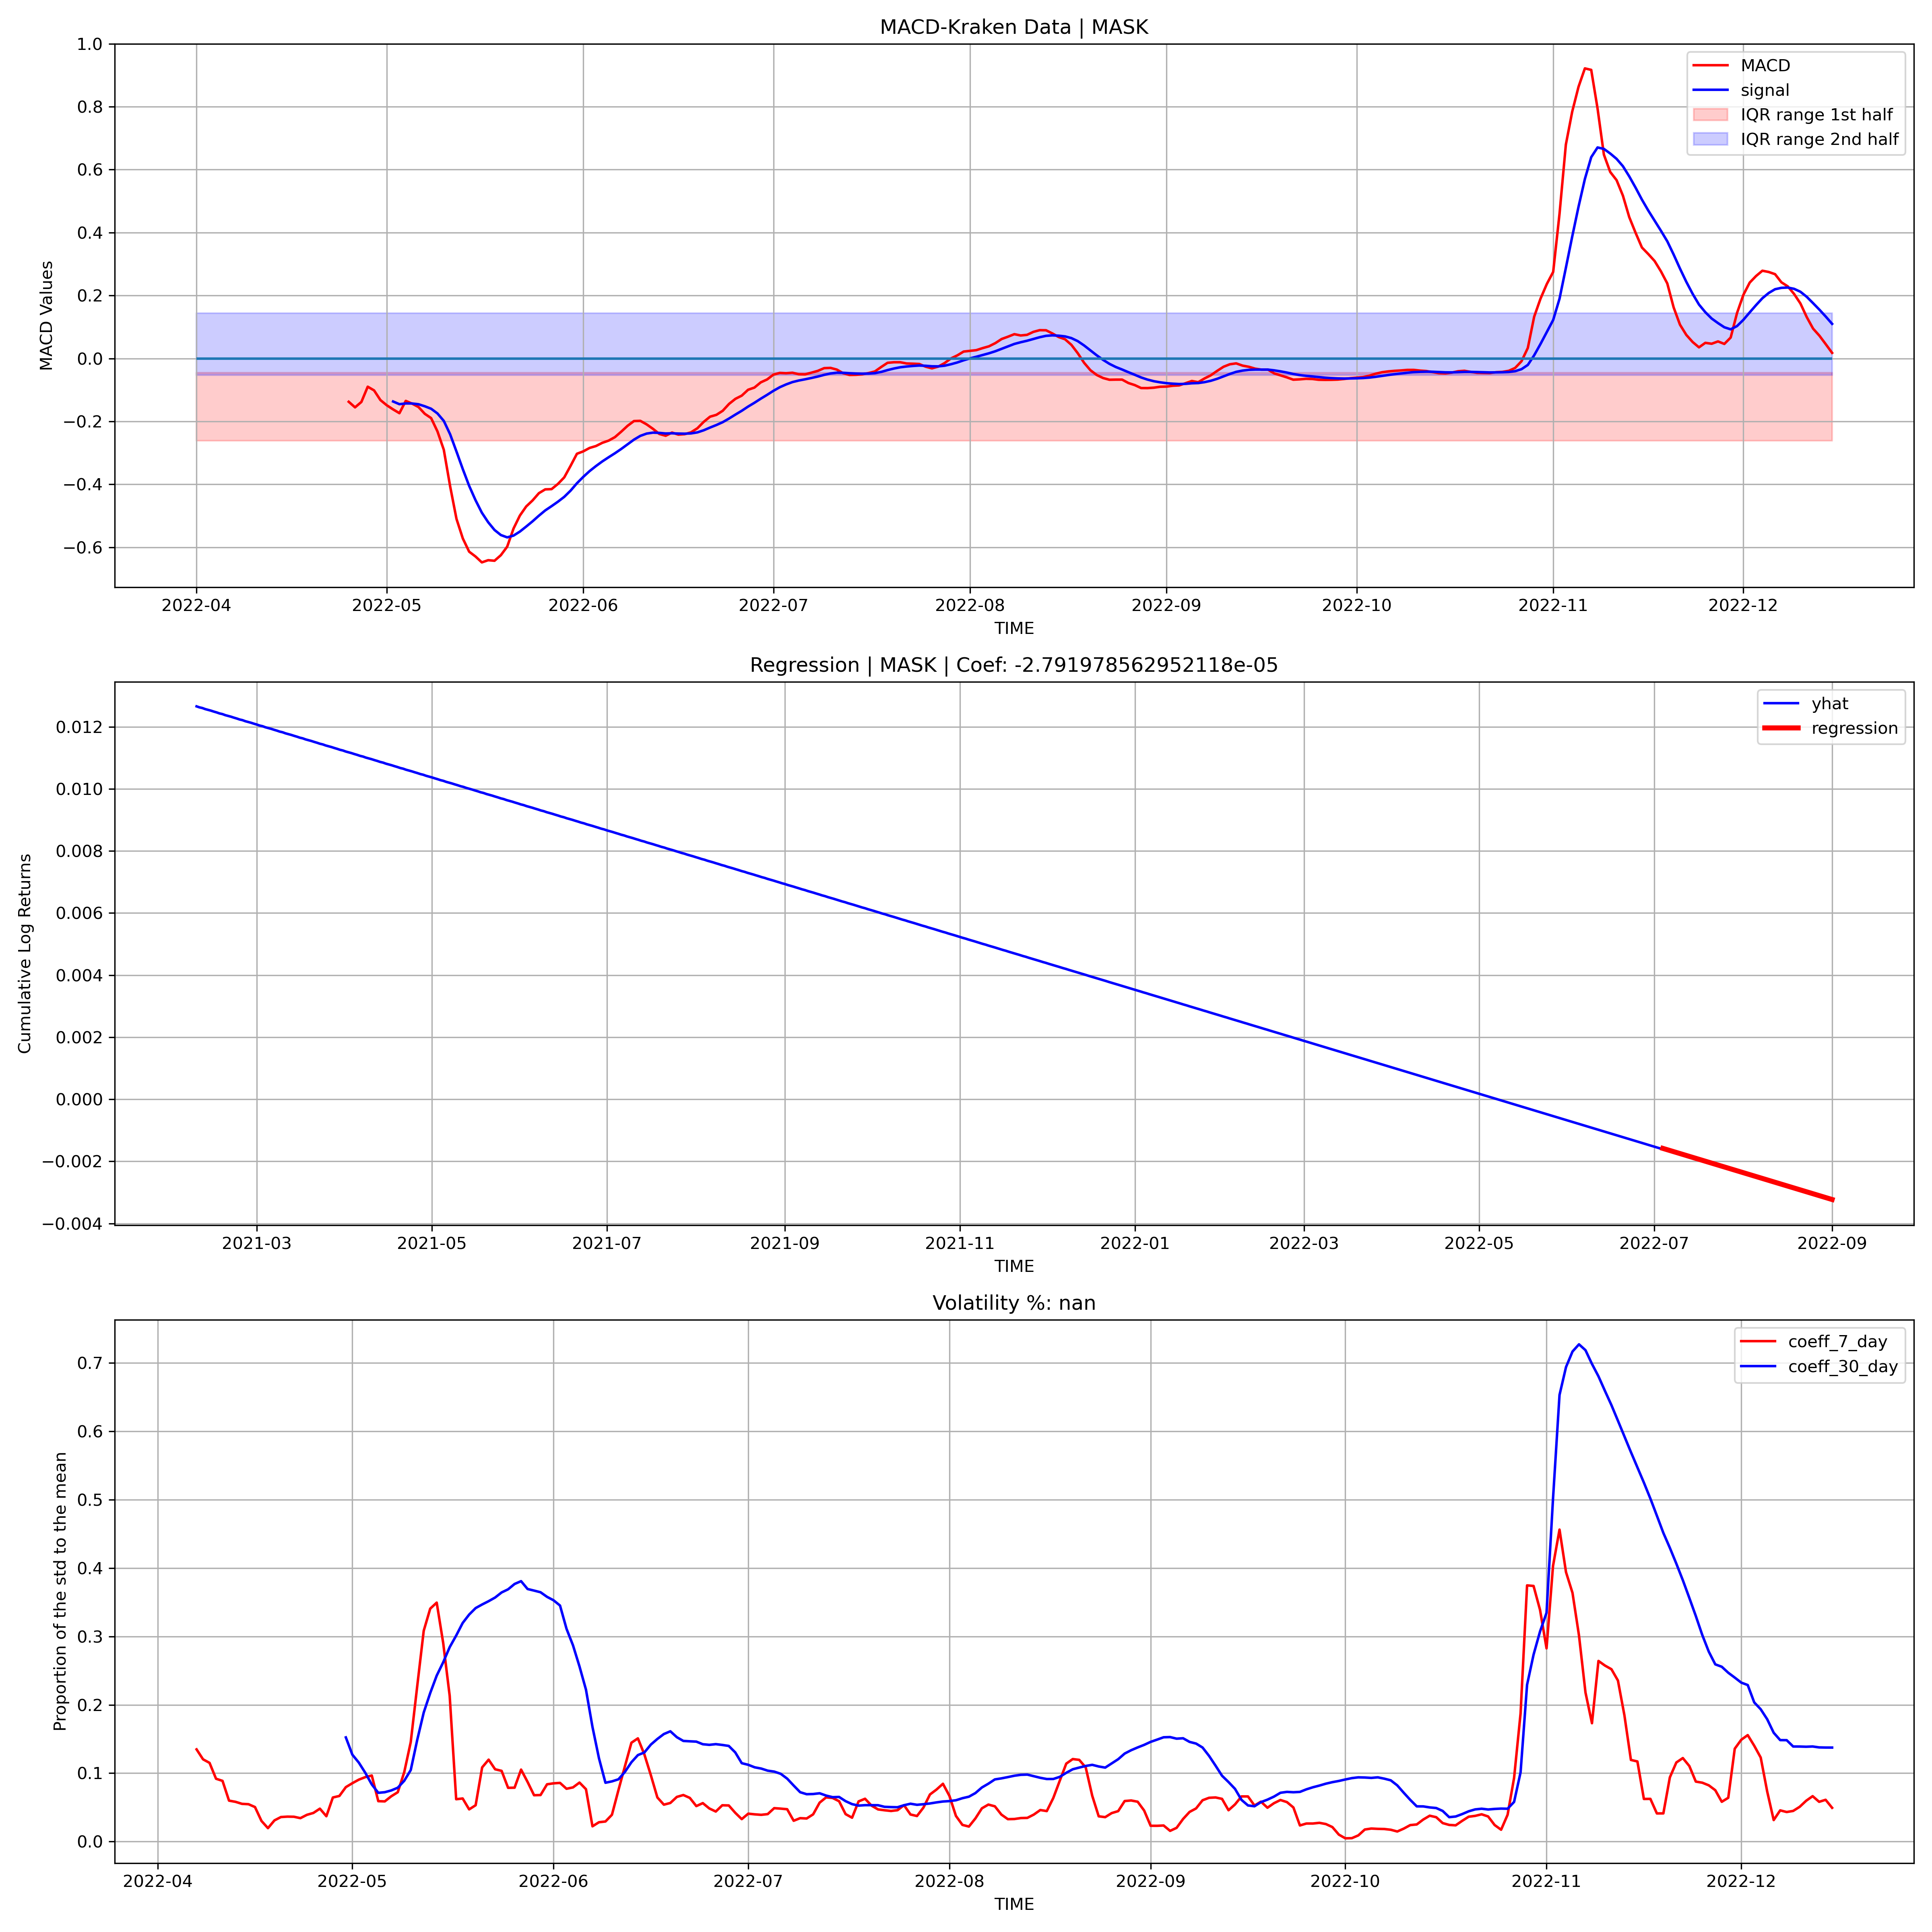 MACD-Kraken Data | MASK
MACD
signal
IQR range 1st half
IQR range 2nd half
MACD Values
1.0
0.8
0.6
0.4
0.2
0.0
−0.2
−0.4
−0.6
2022-04 2022-05 2022-06 2022-07 2022-08 2022-09 2022-10 2022-11 2022-12
TIME
Regression | MASK | Coef: -2.791978562952118e-05
yhat
regression
Cumulative Log Returns
0.012
0.010
0.008
0.006
0.004
0.002
0.000
−0.002
−0.004
2021-03 2021-05 2021-07 2021-09 2021-11 2022-01 2022-03 2022-05 2022-07 2022-09
TIME
Volatility %: nan
coeff_7_day
coeff_30_day
Proportion of the std to the mean
0.7
0.6
0.5
0.4
0.3
0.2
0.1
0.0
2022-04 2022-05 2022-06 2022-07 2022-08 2022-09 2022-10 2022-11 2022-12
TIME